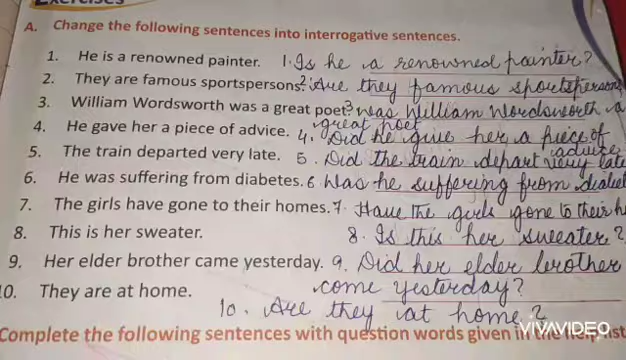 Exercises
A. Change the following sentences into interrogative sentences.
1. He is a renowned painter. 1. Is he a renowned painter?
2. They are famous sportspersons. 2. Are they famous sportspersons
3. William Wordsworth was a great poet. 3. Was William Wordsworth a
great poet
4. He gave her a piece of advice. 4. Did he give her a piece of
advice
5. The train departed very late. 5. Did the train depart very late
6. He was suffering from diabetes. 6 Was he suffering from
7. The girls have gone to their homes. 7. Have the girls gone to their
8. This is her sweater. 8. Is this her sweater?
9. Her elder brother came yesterday. 9. Did her elder brother
come yesterday?
10. They are at home. 10. Are they at home?
VIVAVIDEO
Complete the following sentences with question words given in the